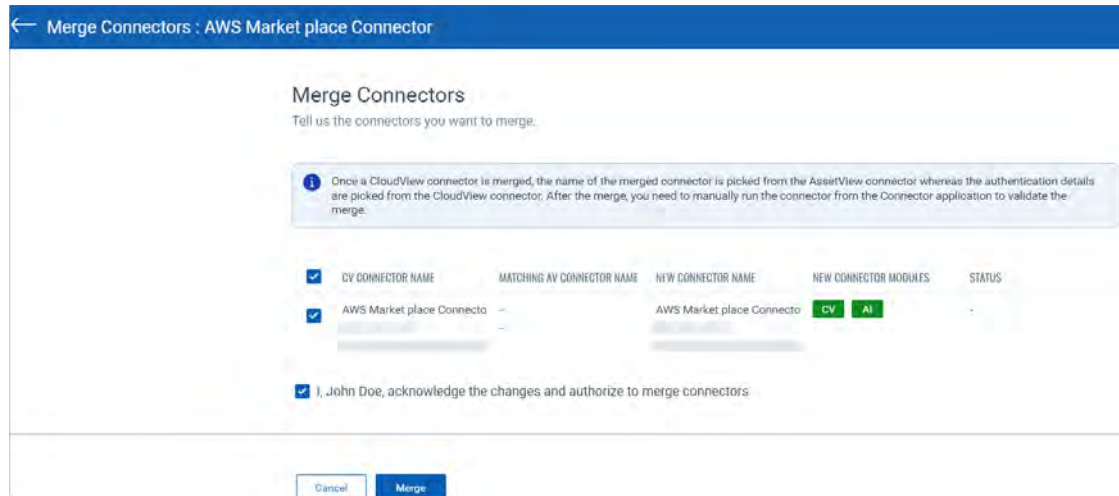 Merge Connectors : AWS Market place Connector
Merge Connectors
Tell us the connectors you want to merge.
Once a CloudView connector is merged, the name of the merged connector is picked from the AssetView connector whereas the authentication details
are picked from the CloudView connector. After the merge, you need to manually run the connector from the Connector application to validate the
merge.
CV CONNECTOR NAME MATCHING AV CONNECTOR NAME NEW CONNECTOR NAME NEW CONNECTOR MODULES STATUS
AWS Market place Connecto - AWS Market place Connecto CV AI -
-
I, John Doe, acknowledge the changes and authorize to merge connectors
Cancel Merge